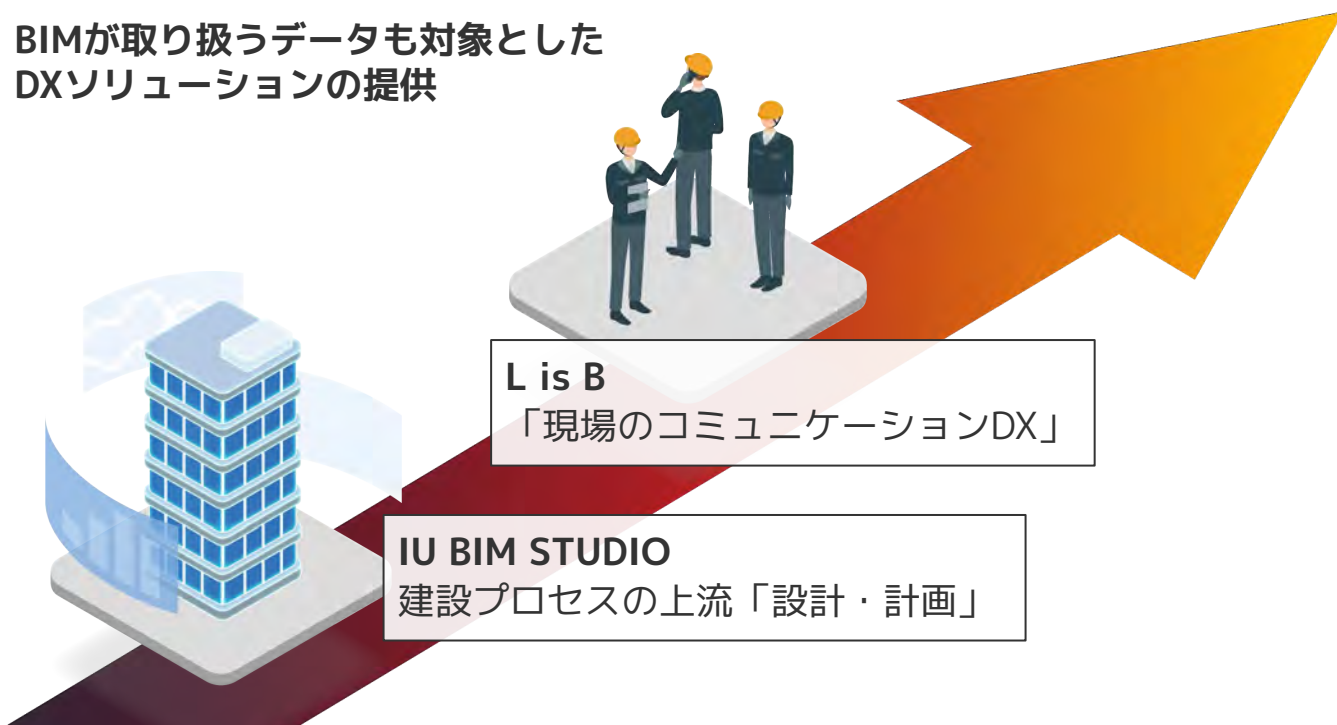 BIMが取り扱うデータも対象とした
DXソリューションの提供
L is B
「現場のコミュニケーションDX」
IU BIM STUDIO
建設プロセスの上流「設計・計画」